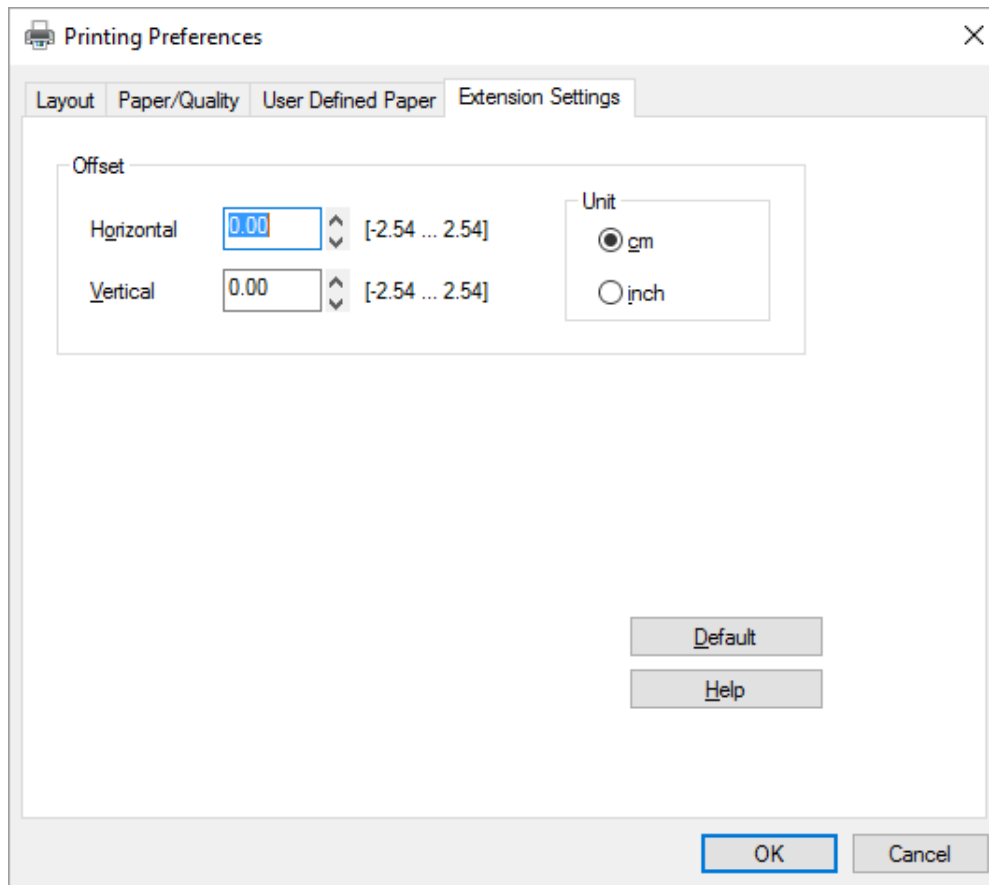 Printing Preferences
Layout Paper/Quality User Defined Paper Extension Settings
Offset
Unit
Horizontal 0.00 [-2.54 ... 2.54] cm
Vertical 0.00 [-2.54 ... 2.54] inch
Default
Help
OK Cancel